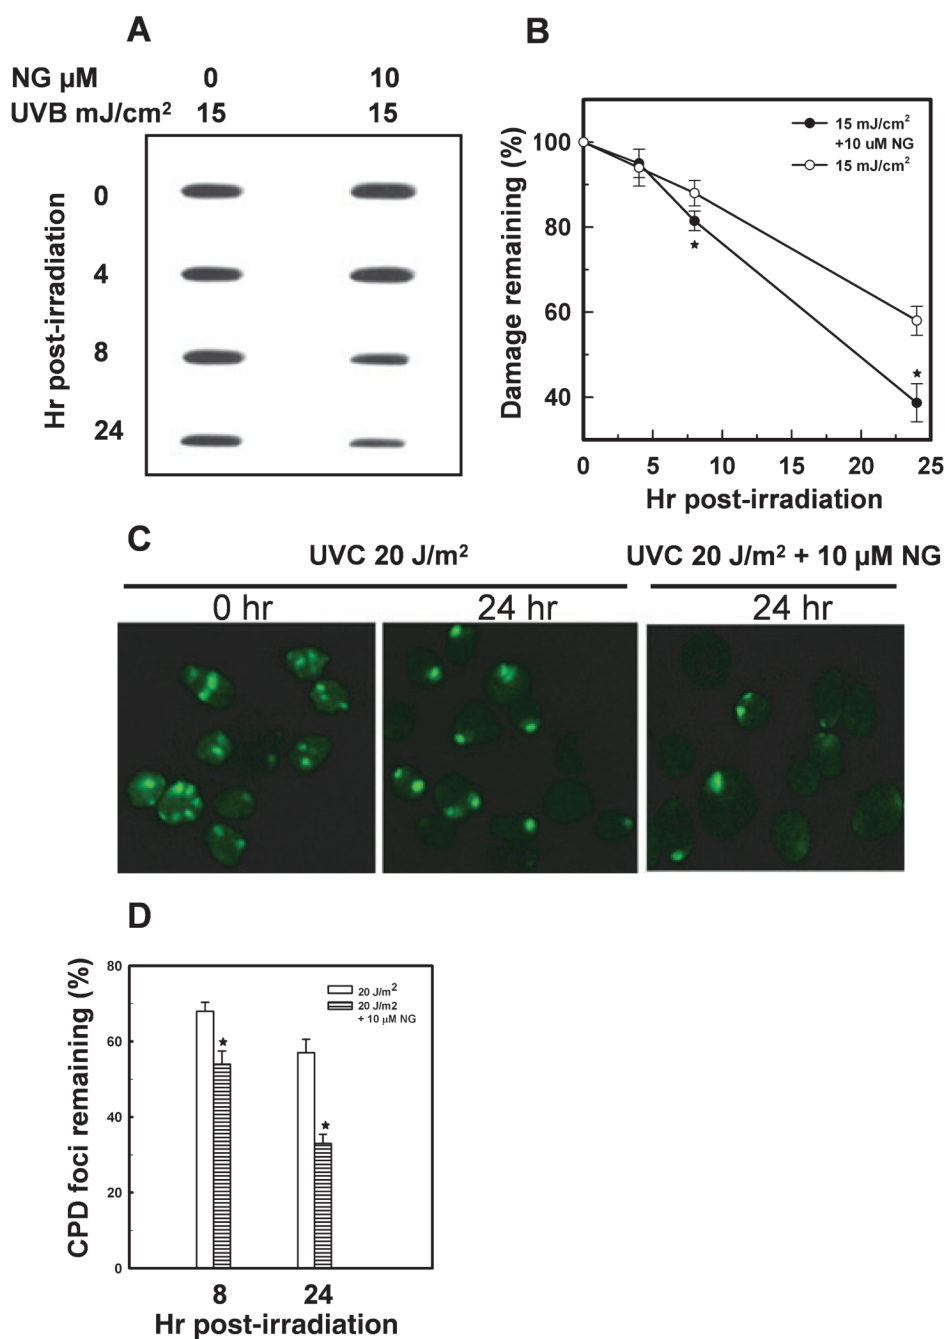 A
NG µM 0 10
UVB mJ/cm² 15 15
Hr post-irradiation
0
4
8
24
B
Damage remaining (%)
100
80
60
40
15 mJ/cm²
+10 uM NG
15 mJ/cm²
0 5 10 15 20 25
Hr post-irradiation
C
UVC 20 J/m² UVC 20 J/m² + 10 µM NG
0 hr 24 hr 24 hr
D
CPD foci remaining (%)
80
60
40
20
0
20 J/m²
20 J/m2
+ 10 µM NG
8 24
Hr post-irradiation